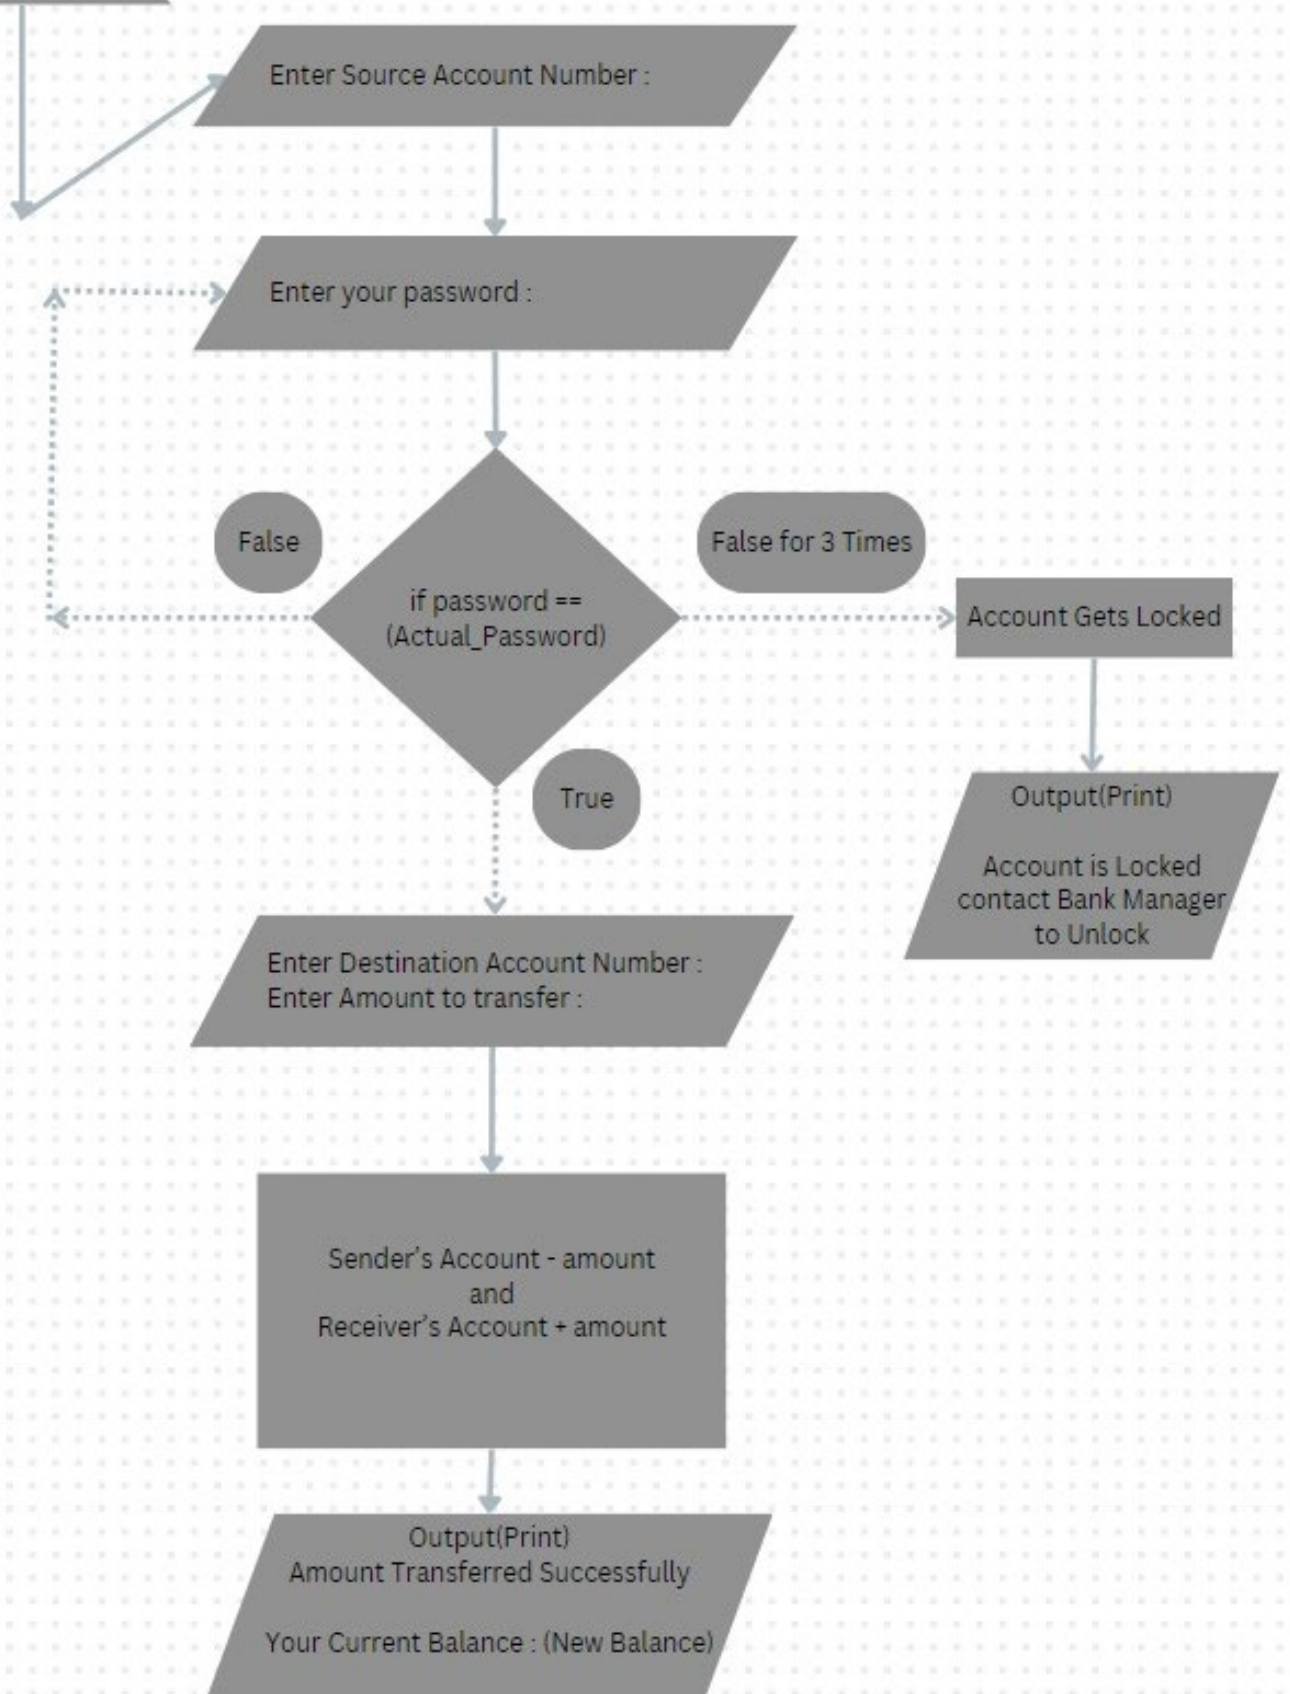 Enter Source Account Number :
Enter your password :
False
False for 3 Times
if password ==
(Actual_Password)
Account Gets Locked
True
Output(Print)
Account is Locked
contact Bank Manager
to Unlock
Enter Destination Account Number :
Enter Amount to transfer :
Sender's Account - amount
and
Receiver's Account + amount
Output(Print)
Amount Transferred Successfully
Your Current Balance : (New Balance)